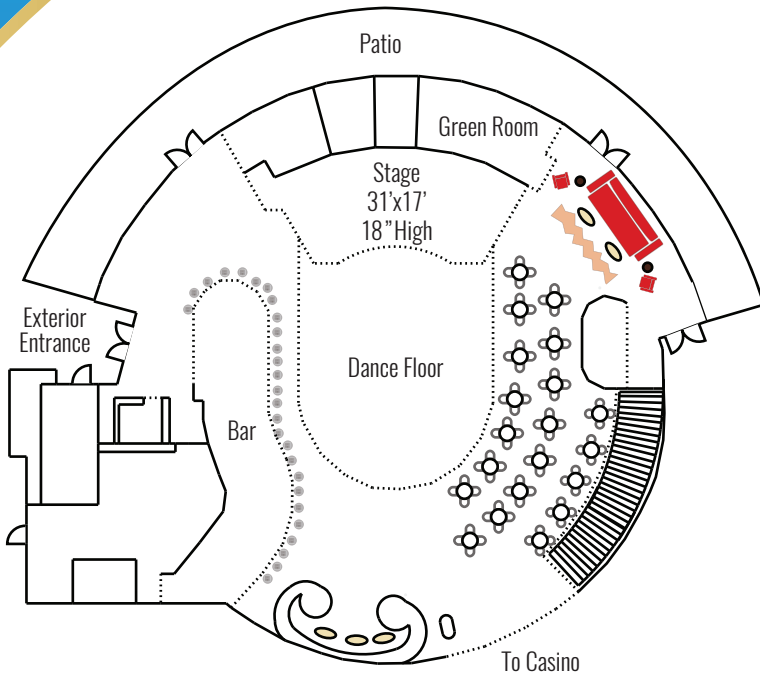 Patio
Green Room
Stage
31'x17'
18" High
Exterior
Entrance
Dance Floor
Bar
To Casino